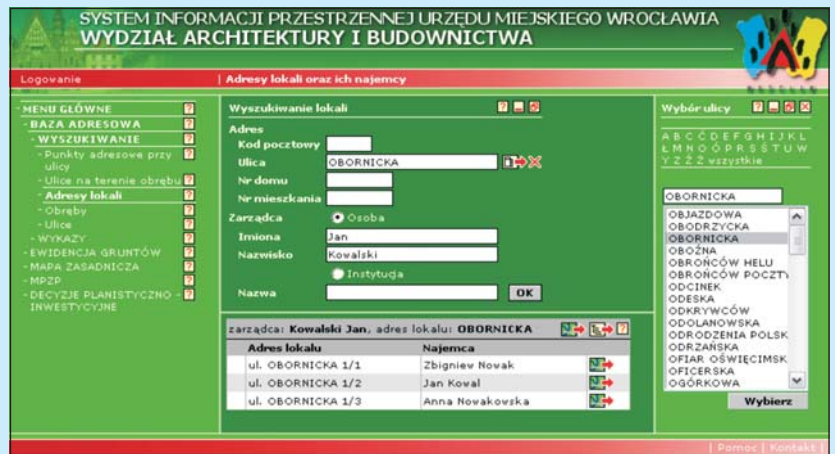 SYSTEM INFORMACJI PRZESTRZENNEJ URZĘDU MIEJSKIEGO WROCŁAWIA
WYDZIAŁ ARCHITEKTURY I BUDOWNICTWA
Logowanie
| Adresy lokali oraz ich najemcy
- MENU GŁÓWNE ?
- BAZA ADRESOWA ?
- WYSZUKIWANIE ?
- Punkty adresowe przy ulicy ?
- Ulice na terenie obrębu ?
- Adresy lokali ?
- Obręby ?
- Ulice ?
- WYKAZY ?
- EWIDENCJA GRUNTÓW ?
- MAPA ZASADNICZA ?
- MPZP ?
- DECYZJE PLANISTYCZNO - ?
INWESTYCYJNE
Wyszukiwanie lokali ?
Adres
Kod pocztowy
Ulica OBORNICKA
Nr domu
Nr mieszkania
Zarządca Osoba
Imiona Jan
Nazwisko Kowalski
Instytucja
Nazwa OK
zarządca: Kowalski Jan, adres lokalu: OBORNICKA ?
Adres lokalu Najemca
ul. OBORNICKA 1/1 Zbigniew Nowak
ul. OBORNICKA 1/2 Jan Kowal
ul. OBORNICKA 1/3 Anna Nowakowska
Wybór ulicy ?
A B C Ć D E F G H I J K L
Ł M N O Ó P R S Ś T U W
Y Z Ź Ż wszystkie
OBORNICKA
OBJAZDOWA
OBODRZYCKA
OBORNICKA
OBOŹNA
OBROŃCÓW HELU
OBROŃCÓW POCZTY
ODCINEK
ODESKA
ODKRYWCÓW
ODOLANOWSKA
ODRODZENIA POLSK
ODRZAŃSKA
OFIAR OŚWIĘCIMSK
OFICERSKA
OGÓRKOWA
Wybierz
| Pomoc | Kontakt |